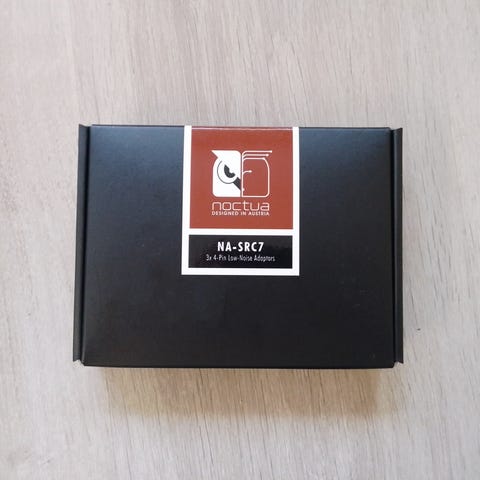 noctua
DESIGNED IN AUSTRIA
NA-SRC7
3x 4-Pin Low-Noise Adaptors